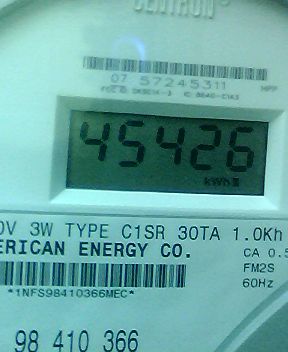 CENTRON
07 57245311
45426
kWh
0V 3W TYPE C1SR 30TA 1.0Kh
ERICAN ENERGY CO.
CA 0.5
FM2S
60Hz
*1NFS98410366MEC*
98 410 366